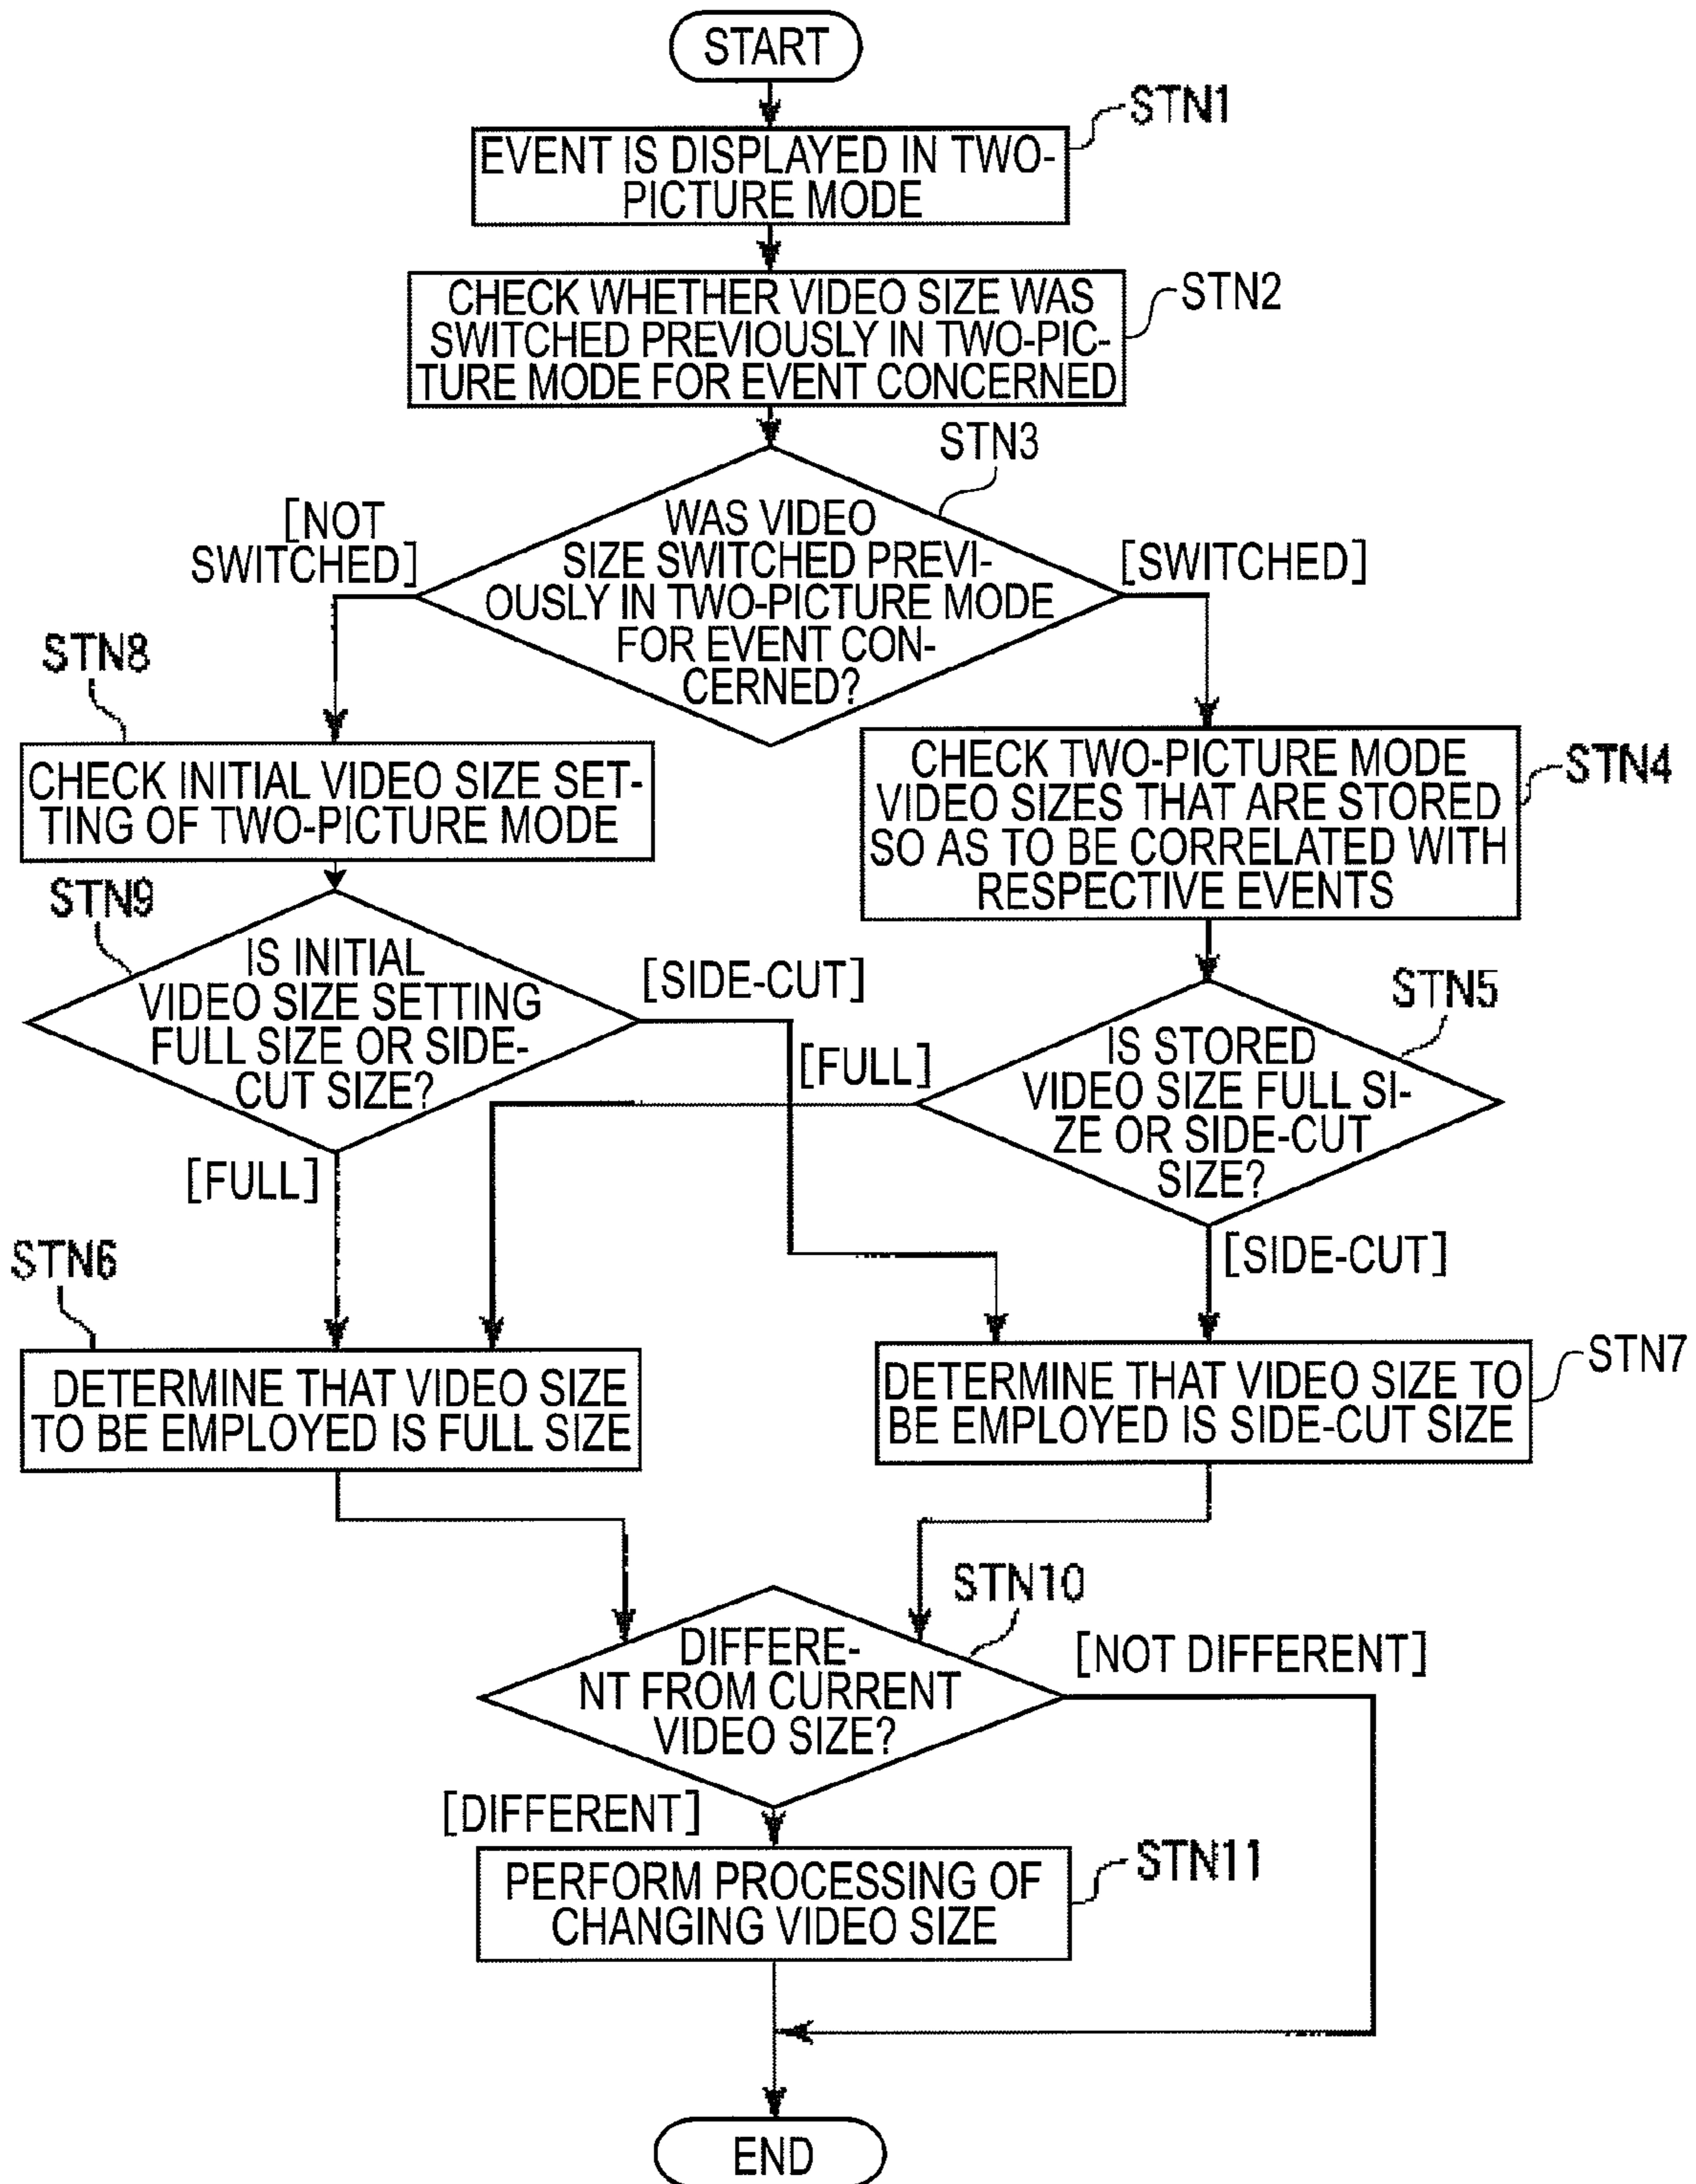 START
STN1
EVENT IS DISPLAYED IN TWO-
PICTURE MODE
STN2
CHECK WHETHER VIDEO SIZE WAS
SWITCHED PREVIOUSLY IN TWO-PIC-
TURE MODE FOR EVENT CONCERNED
STN3
WAS VIDEO
SIZE SWITCHED PREVI-
OUSLY IN TWO-PICTURE MODE
FOR EVENT CON-
CERNED?
[NOT
SWITCHED]
[SWITCHED]
STN8
CHECK INITIAL VIDEO SIZE SET-
TING OF TWO-PICTURE MODE
STN4
CHECK TWO-PICTURE MODE
VIDEO SIZES THAT ARE STORED
SO AS TO BE CORRELATED WITH
RESPECTIVE EVENTS
STN9
IS INITIAL
VIDEO SIZE SETTING
FULL SIZE OR SIDE-
CUT SIZE?
[SIDE-CUT]
[FULL]
STN5
IS STORED
VIDEO SIZE FULL SI-
ZE OR SIDE-CUT
SIZE?
[FULL]
[SIDE-CUT]
STN6
DETERMINE THAT VIDEO SIZE
TO BE EMPLOYED IS FULL SIZE
STN7
DETERMINE THAT VIDEO SIZE TO
BE EMPLOYED IS SIDE-CUT SIZE
STN10
DIFFERE-
NT FROM CURRENT
VIDEO SIZE?
[NOT DIFFERENT]
[DIFFERENT]
STN11
PERFORM PROCESSING OF
CHANGING VIDEO SIZE
END